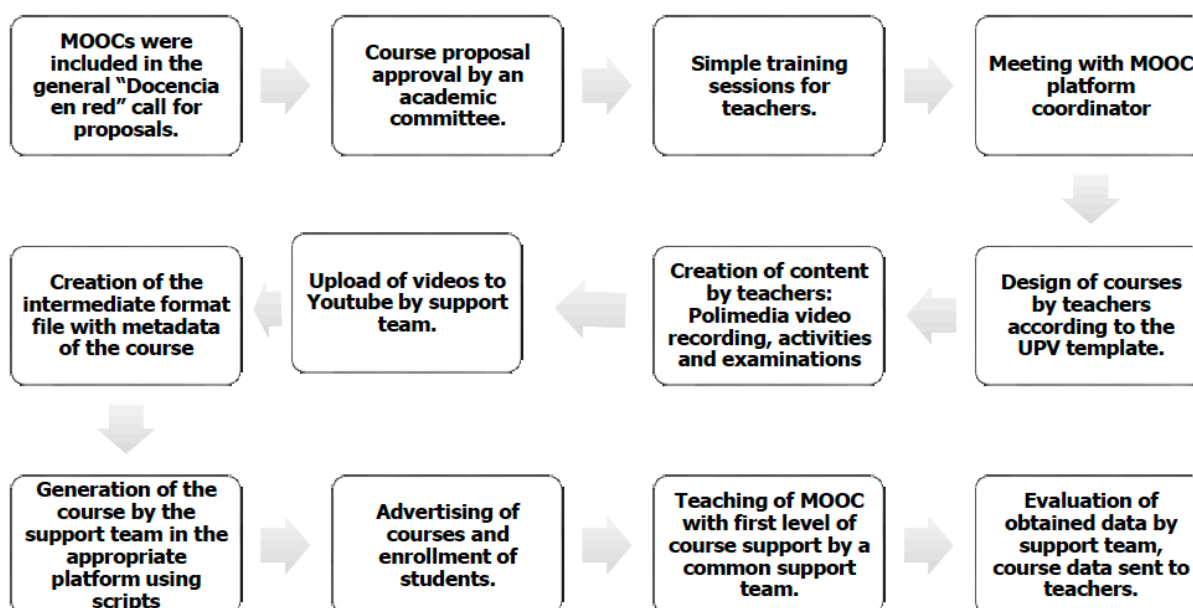 MOOCs were
included in the
general “Docencia
en red” call for
proposals.
Course proposal
approval by an
academic
committee.
Simple training
sessions for
teachers.
Meeting with MOOC
platform
coordinator
Design of courses
by teachers
according to the
UPV template.
Creation of content
by teachers:
Polimedia video
recording, activities
and examinations
Upload of videos to
Youtube by support
team.
Creation of the
intermediate format
file with metadada
of the course
Generation of the
course by the
support team in the
appropriate
platform using
scripts
Advertising of
courses and
enrollment of
students.
Teaching of MOOC
with first level of
course support by a
common support
team.
Evaluation of
obtained data by
support team,
course data sent to
teachers.